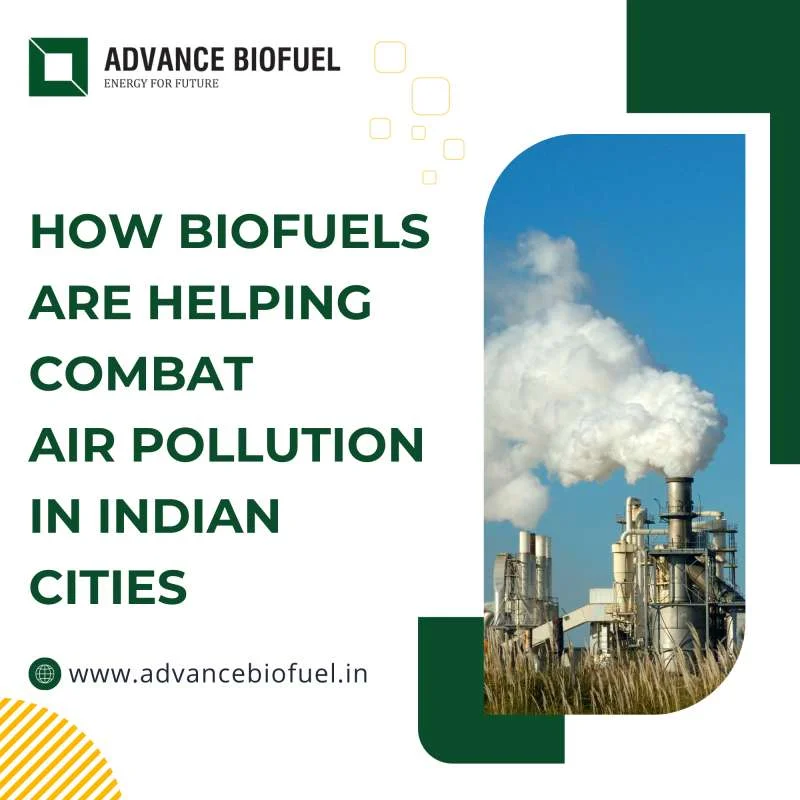 ADVANCE BIOFUEL
ENERGY FOR FUTURE
HOW BIOFUELS
ARE HELPING
COMBAT
AIR POLLUTION
IN INDIAN
CITIES
www.advancebiofuel.in